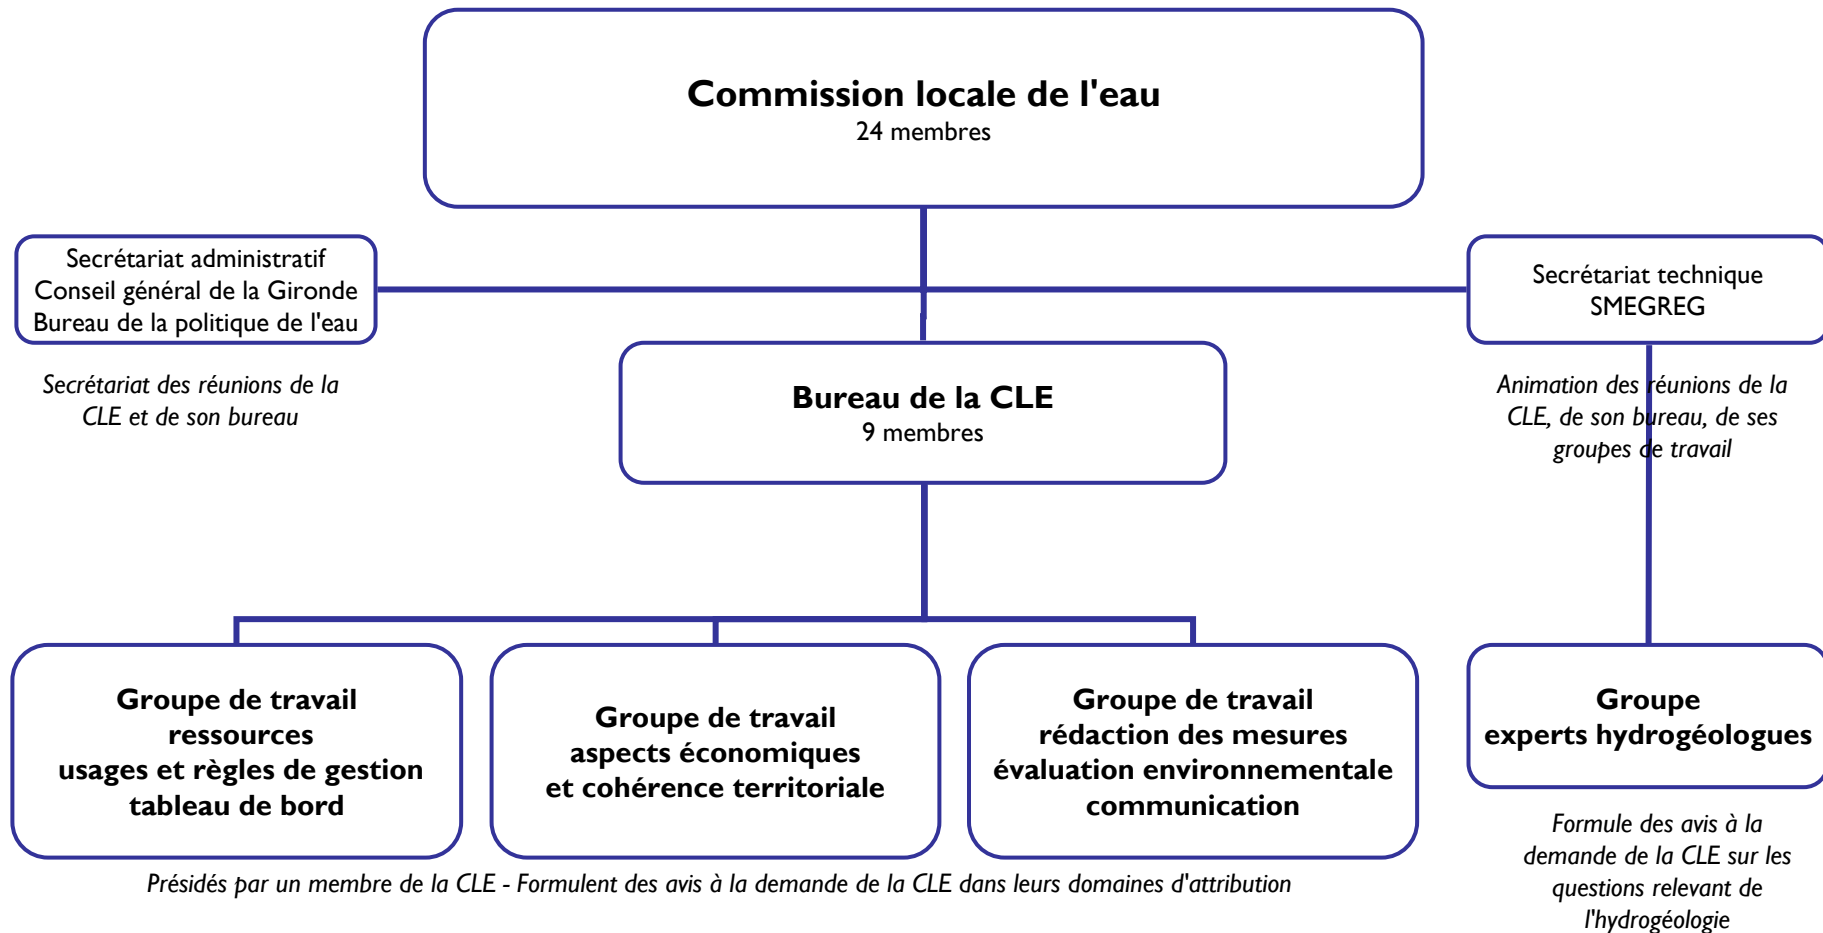 Commission locale de l'eau
24 membres
Secrétariat administratif
Conseil général de la Gironde
Bureau de la politique de l'eau
Secrétariat des réunions de la
CLE et de son bureau
Secrétariat technique
SMEGREG
Animation des réunions de la
CLE, de son bureau, de ses
groupes de travail
Bureau de la CLE
9 membres
Groupe de travail
ressources
usages et règles de gestion
tableau de bord
Groupe de travail
aspects économiques
et cohérence territoriale
Groupe de travail
rédaction des mesures
évaluation environnementale
communication
Groupe
experts hydrogéologues
Présidés par un membre de la CLE - Formulent des avis à la demande de la CLE dans leurs domaines d'attribution
Formule des avis à la
demande de la CLE sur les
questions relevant de
l'hydrogéologie